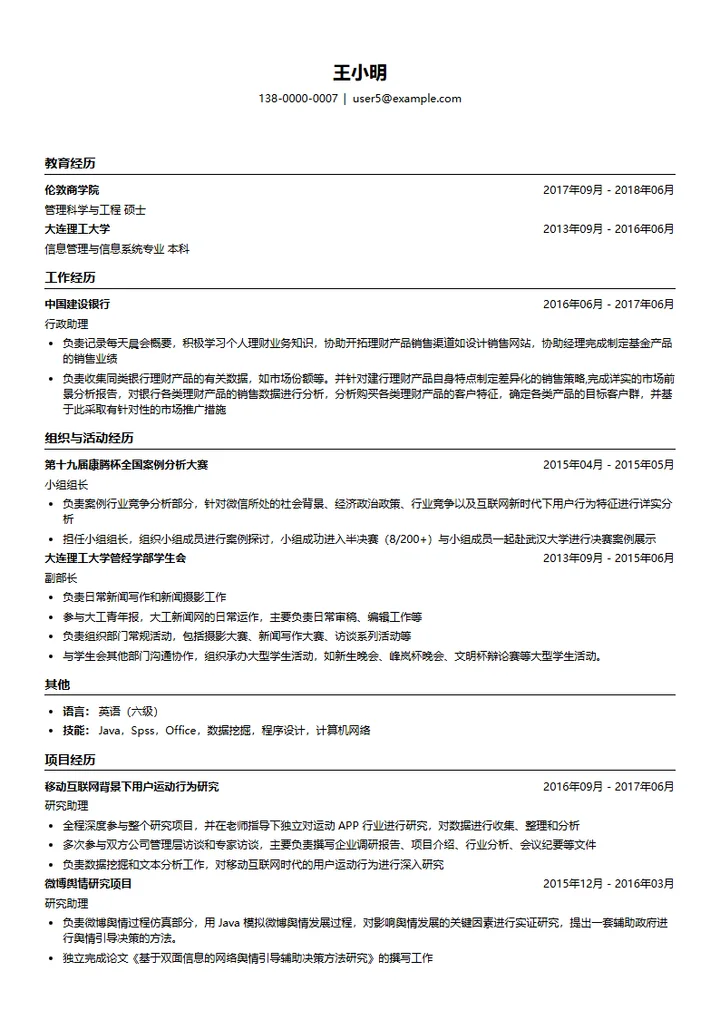 王小明
138-0000-0007 | user5@example.com
教育经历
伦敦商学院 2017年09月 - 2018年06月
管理科学与工程 硕士
大连理工大学 2013年09月 - 2016年06月
信息管理与信息系统专业 本科
工作经历
中国建设银行 2016年06月 - 2017年06月
行政助理
• 负责记录每天晨会概要，积极学习个人理财业务知识，协助开拓理财产品销售渠道如设计销售网站，协助经理完成制定基金产品
的销售业绩
• 负责收集同类银行理财产品的有关数据，如市场份额等。并针对建行理财产品自身特点制定差异化的销售策略,完成详实的市场前
景分析报告，对银行各类理财产品的销售数据进行分析，分析购买各类理财产品的客户特征，确定各类产品的目标客户群，并基
于此采取有针对性的市场推广措施
组织与活动经历
第十九届康腾杯全国案例分析大赛 2015年04月 - 2015年05月
小组组长
• 负责案例行业竞争分析部分，针对微信所处的社会背景、经济政治政策、行业竞争以及互联网新时代下用户行为特征进行详实分
析
• 担任小组组长，组织小组成员进行案例探讨，小组成功进入半决赛（8/200+）与小组成员一起赴武汉大学进行决赛案例展示
大连理工大学管经学部学生会 2013年09月 - 2015年06月
副部长
• 负责日常新闻写作和新闻摄影工作
• 参与大工青年报，大工新闻网的日常运作，主要负责日常审稿、编辑工作等
• 负责组织部门常规活动，包括摄影大赛、新闻写作大赛、访谈系列活动等
• 与学生会其他部门沟通协作，组织承办大型学生活动，如新生晚会、峰岚杯晚会、文明杯辩论赛等大型学生活动。
其他
• 语言： 英语（六级）
• 技能： Java，Spss，Office，数据挖掘，程序设计，计算机网络
项目经历
移动互联网背景下用户运动行为研究 2016年09月 - 2017年06月
研究助理
• 全程深度参与整个研究项目，并在老师指导下独立对运动 APP 行业进行研究，对数据进行收集、整理和分析
• 多次参与双方公司管理层访谈和专家访谈，主要负责撰写企业调研报告、项目介绍、行业分析、会议纪要等文件
• 负责数据挖掘和文本分析工作，对移动互联网时代的用户运动行为进行深入研究
微博舆情研究项目 2015年12月 - 2016年03月
研究助理
• 负责微博舆情过程仿真部分，用 Java 模拟微博舆情发展过程，对影响舆情发展的关键因素进行实证研究，提出一套辅助政府进
行舆情引导决策的方法。
• 独立完成论文《基于双面信息的网络舆情引导辅助决策方法研究》的撰写工作